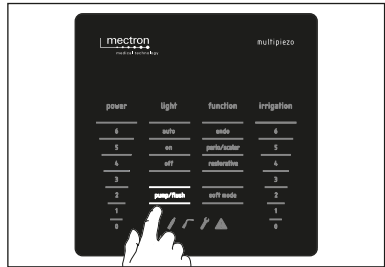 mectron multipiezo
medical technology
power light function irrigation
6 auto endo 6
5 on perio/scaler 5
4 off restorative 4
3 3
2 pump/flush soft mode 2
1 1
0 0